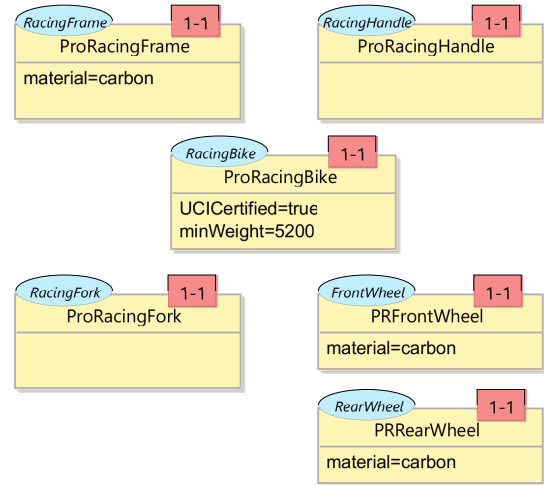 RacingFrame 1-1
ProRacingFrame
material=carbon
RacingHandle 1-1
ProRacingHandle
RacingBike 1-1
ProRacingBike
UCICertified=true
minWeight=5200
RacingFork 1-1
ProRacingFork
FrontWheel 1-1
PRFrontWheel
material=carbon
RearWheel 1-1
PRRearWheel
material=carbon